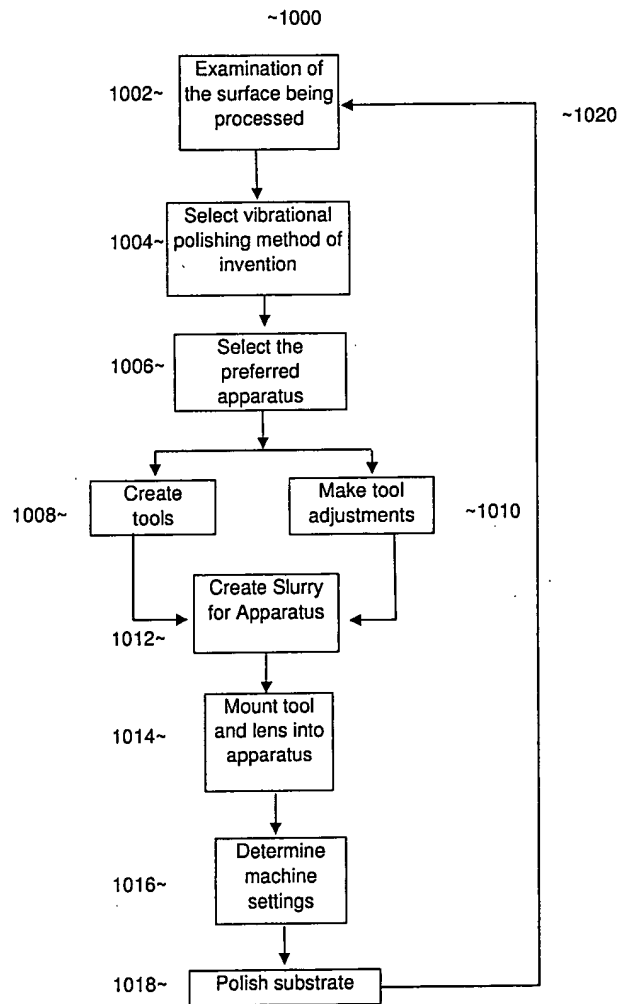 ~1000
1002~
Examination of
the surface being
processed
~1020
1004~
Select vibrational
polishing method of
invention
1006~
Select the
preferred
apparatus
1008~
Create
tools
Make tool
adjustments
~1010
Create Slurry
for Apparatus
1012~
1014~
Mount tool
and lens into
apparatus
1016~
Determine
machine
settings
1018~
Polish substrate